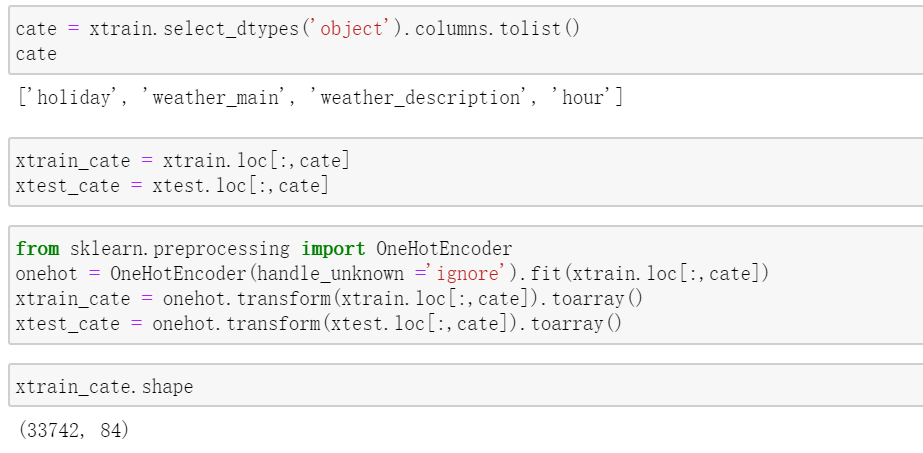 cate = xtrain.select_dtypes('object').columns.tolist()
cate
['holiday', 'weather_main', 'weather_description', 'hour']
xtrain_cate = xtrain.loc[:,cate]
xtest_cate = xtest.loc[:,cate]
from sklearn.preprocessing import OneHotEncoder
onehot = OneHotEncoder(handle_unknown ='ignore').fit(xtrain.loc[:,cate])
xtrain_cate = onehot.transform(xtrain.loc[:,cate]).toarray()
xtest_cate = onehot.transform(xtest.loc[:,cate]).toarray()
xtrain_cate.shape
(33742, 84)